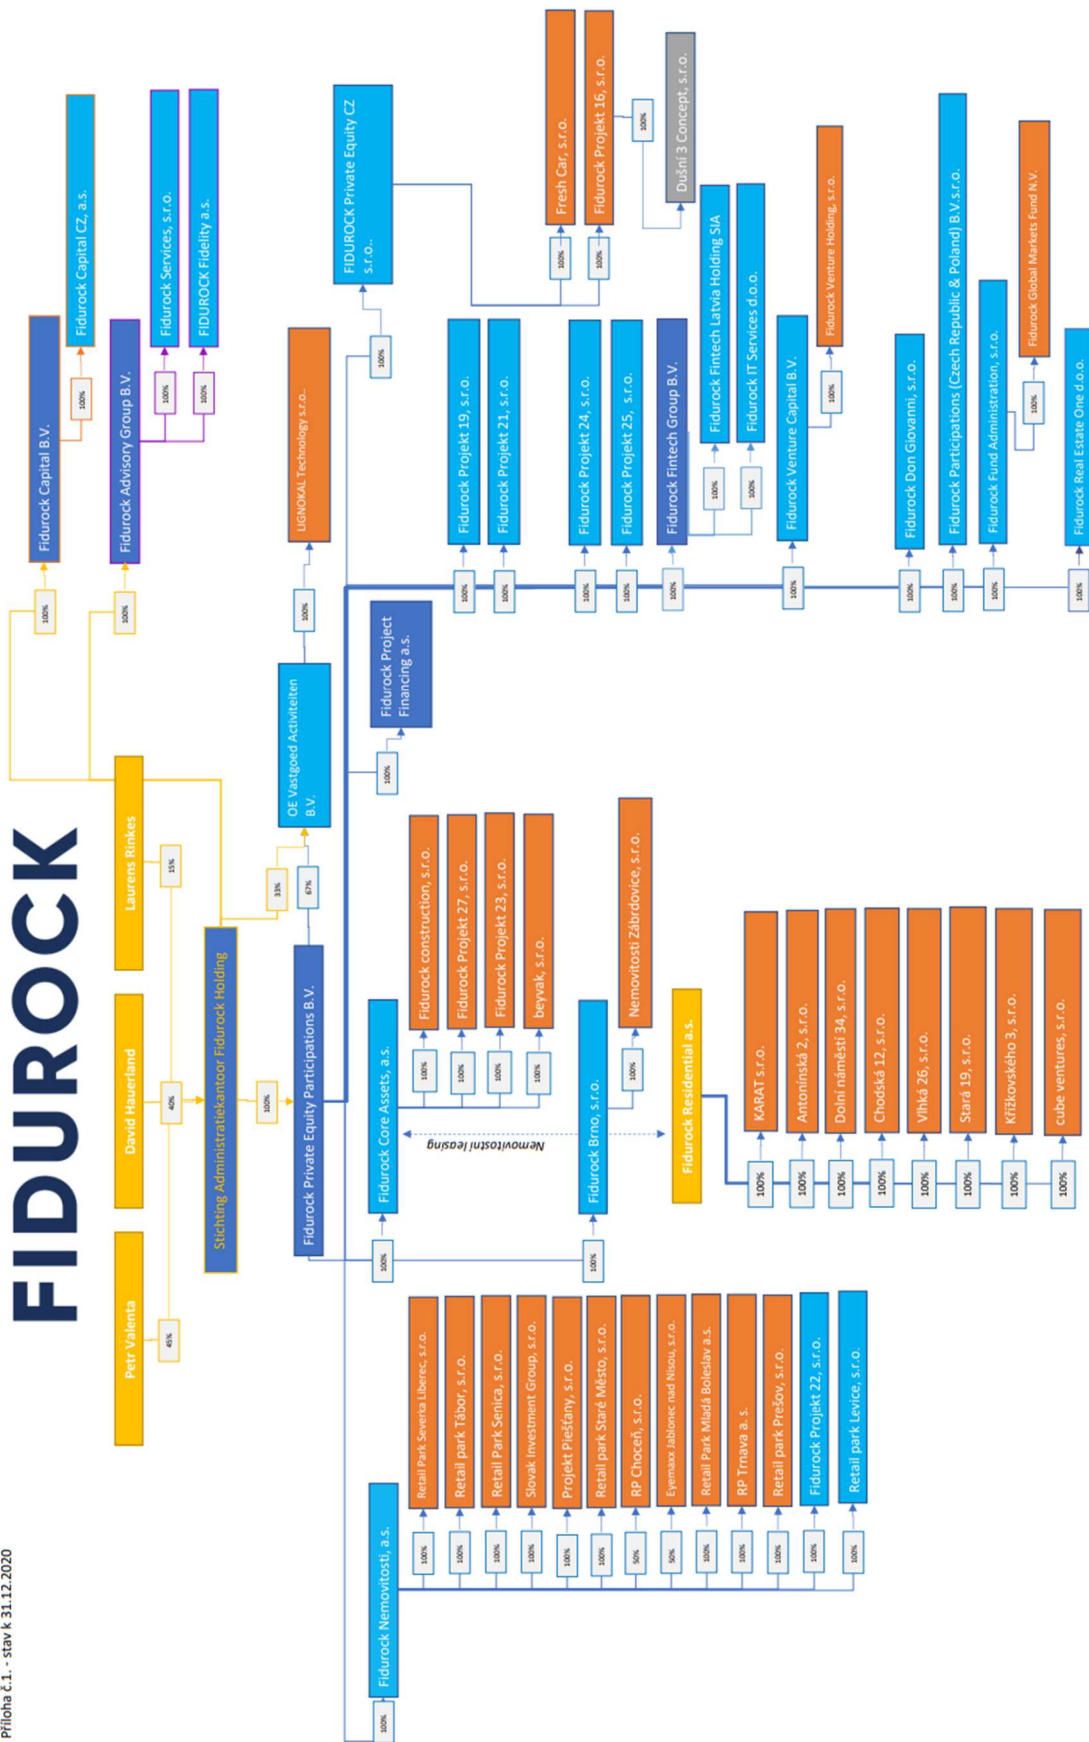 Příloha č.1. - stav k 31.12.2020
FIDUROCK
Petr Valenta
David Hauerland
Laurens Rinkes
45%
40%
15%
Stichting Administratiekantoor Fidurock Holding
100%
33%
67%
100%
Fidurock Capital B.V.
100%
Fidurock Capital CZ, a.s.
100%
Fidurock Advisory Group B.V.
100%
Fidurock Services, s.r.o.
100%
FIDUROCK Fidelity a.s.
Fidurock Private Equity Participations B.V.
OE Vastgoed Activiteiten
B.V.
100%
LIGNOKAL Technology s.r.o..
100%
FIDUROCK Private Equity CZ
s.r.o..
100%
Fresh Car, s.r.o.
100%
Fidurock Projekt 16, s.r.o.
100%
Dušní 3 Concept, s.r.o.
100%
Fidurock Nemovitosti, a.s.
100%
Retail Park Severka Liberec, s.r.o.
100%
Retail park Tábor, s.r.o.
100%
Retail Park Senica, s.r.o.
100%
Slovak Investment Group, s.r.o.
100%
Projekt Piešťany, s.r.o.
100%
Retail park Staré Město, s.r.o.
50%
RP Choceň, s.r.o.
50%
Eyemaxx Jablonec nad Nisou, s.r.o.
100%
Retail Park Mladá Boleslav a.s.
100%
RP Trnava a. s.
100%
Retail park Prešov, s.r.o.
100%
Fidurock Projekt 22, s.r.o.
100%
Retail park Levice, s.r.o.
100%
Fidurock Core Assets, a.s.
100%
Fidurock construction, s.r.o.
100%
Fidurock Projekt 27, s.r.o.
100%
Fidurock Projekt 23, s.r.o.
100%
beyvak, s.r.o.
Nemovitostní leasing
100%
Fidurock Brno, s.r.o.
100%
Nemovitosti Zábrdovice, s.r.o.
Fidurock Residential a.s.
100%
KARAT s.r.o.
100%
Antonínská 2, s.r.o.
100%
Dolní náměstí 34, s.r.o.
100%
Chodská 12, s.r.o.
100%
Vlhká 26, s.r.o.
100%
Stará 19, s.r.o.
100%
Křížkovského 3, s.r.o.
100%
cube ventures, s.r.o.
100%
Fidurock Project
Financing a.s.
100%
Fidurock Projekt 19, s.r.o.
100%
Fidurock Projekt 21, s.r.o.
100%
Fidurock Projekt 24, s.r.o.
100%
Fidurock Projekt 25, s.r.o.
100%
Fidurock Fintech Group B.V.
100%
Fidurock Fintech Latvia Holding SIA
100%
Fidurock IT Services d.o.o.
100%
Fidurock Venture Capital B.V.
100%
Fidurock Venture Holding, s.r.o.
100%
Fidurock Don Giovanni, s.r.o.
100%
Fidurock Participations (Czech Republic & Poland) B.V.s.r.o.
100%
Fidurock Fund Administration, s.r.o.
100%
Fidurock Global Markets Fund N.V.
100%
Fidurock Real Estate One d.o.o.